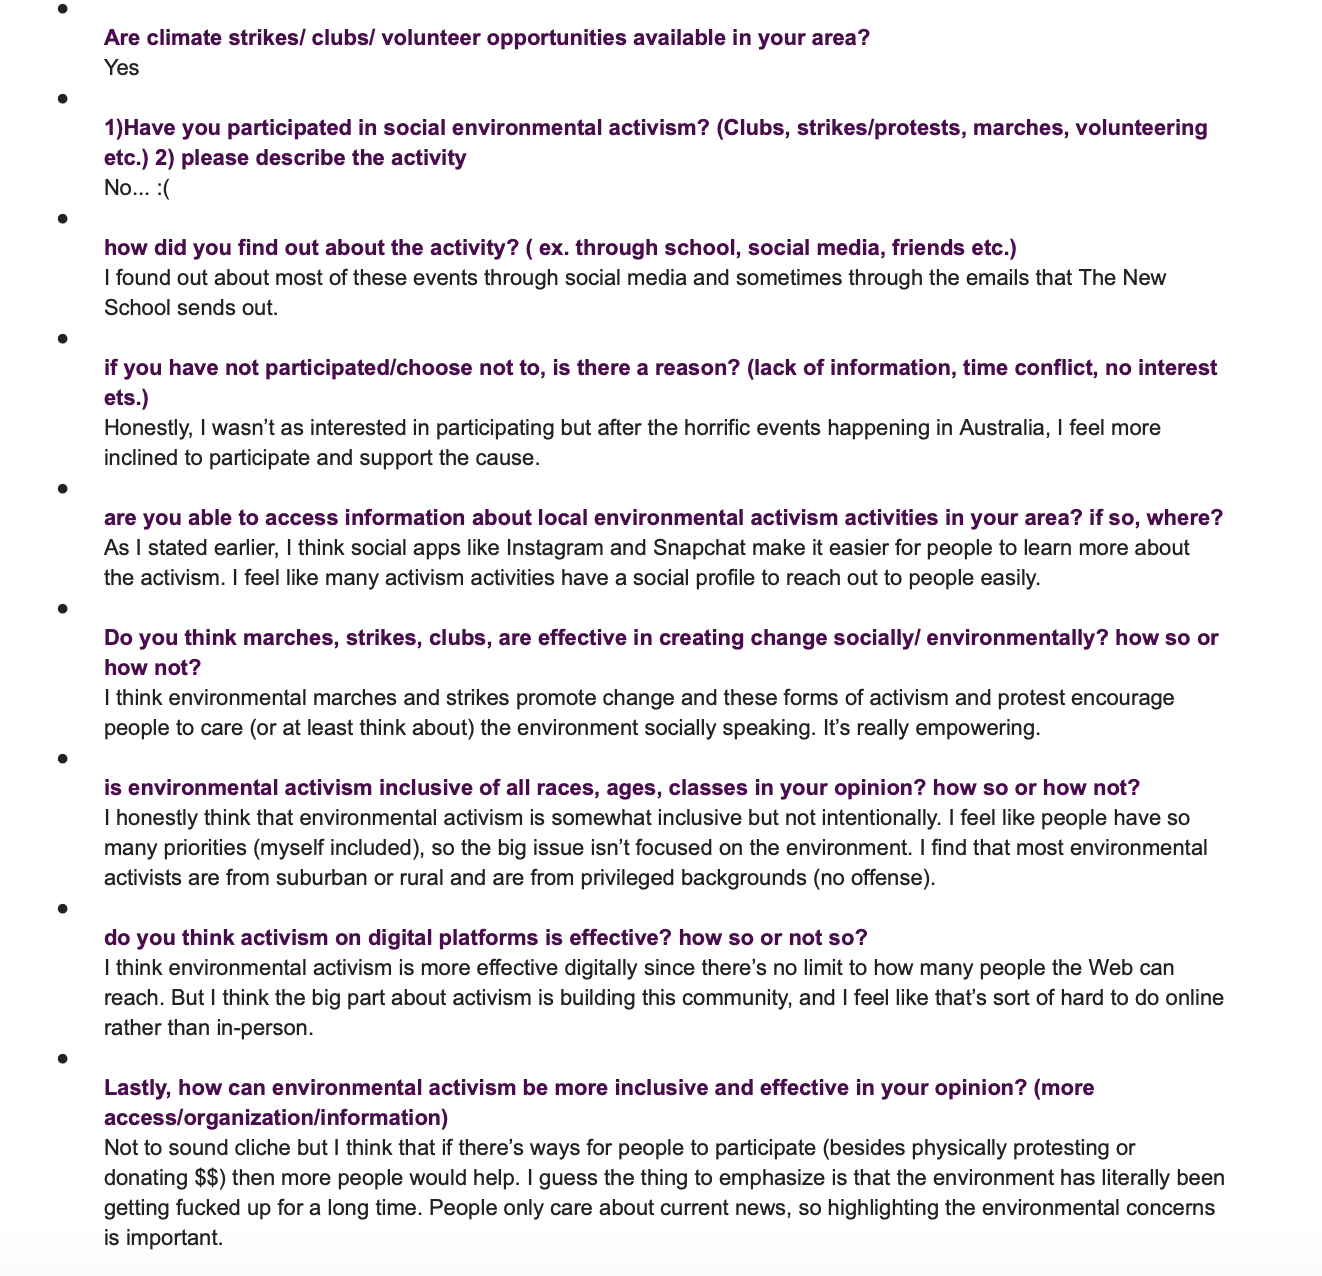 Are climate strikes/ clubs/ volunteer opportunities available in your area?
Yes
1)Have you participated in social environmental activism? (Clubs, strikes/protests, marches, volunteering
etc.) 2) please describe the activity
No... :(
how did you find out about the activity? ( ex. through school, social media, friends etc.)
I found out about most of these events through social media and sometimes through the emails that The New
School sends out.
if you have not participated/choose not to, is there a reason? (lack of information, time conflict, no interest
ets.)
Honestly, I wasn’t as interested in participating but after the horrific events happening in Australia, I feel more
inclined to participate and support the cause.
are you able to access information about local environmental activism activities in your area? if so, where?
As I stated earlier, I think social apps like Instagram and Snapchat make it easier for people to learn more about
the activism. I feel like many activism activities have a social profile to reach out to people easily.
Do you think marches, strikes, clubs, are effective in creating change socially/ environmentally? how so or
how not?
I think environmental marches and strikes promote change and these forms of activism and protest encourage
people to care (or at least think about) the environment socially speaking. It’s really empowering.
is environmental activism inclusive of all races, ages, classes in your opinion? how so or how not?
I honestly think that environmental activism is somewhat inclusive but not intentionally. I feel like people have so
many priorities (myself included), so the big issue isn’t focused on the environment. I find that most environmental
activists are from suburban or rural and are from privileged backgrounds (no offense).
do you think activism on digital platforms is effective? how so or not so?
I think environmental activism is more effective digitally since there’s no limit to how many people the Web can
reach. But I think the big part about activism is building this community, and I feel like that’s sort of hard to do online
rather than in-person.
Lastly, how can environmental activism be more inclusive and effective in your opinion? (more
access/organization/information)
Not to sound cliche but I think that if there’s ways for people to participate (besides physically protesting or
donating $$) then more people would help. I guess the thing to emphasize is that the environment has literally been
getting fucked up for a long time. People only care about current news, so highlighting the environmental concerns
is important.